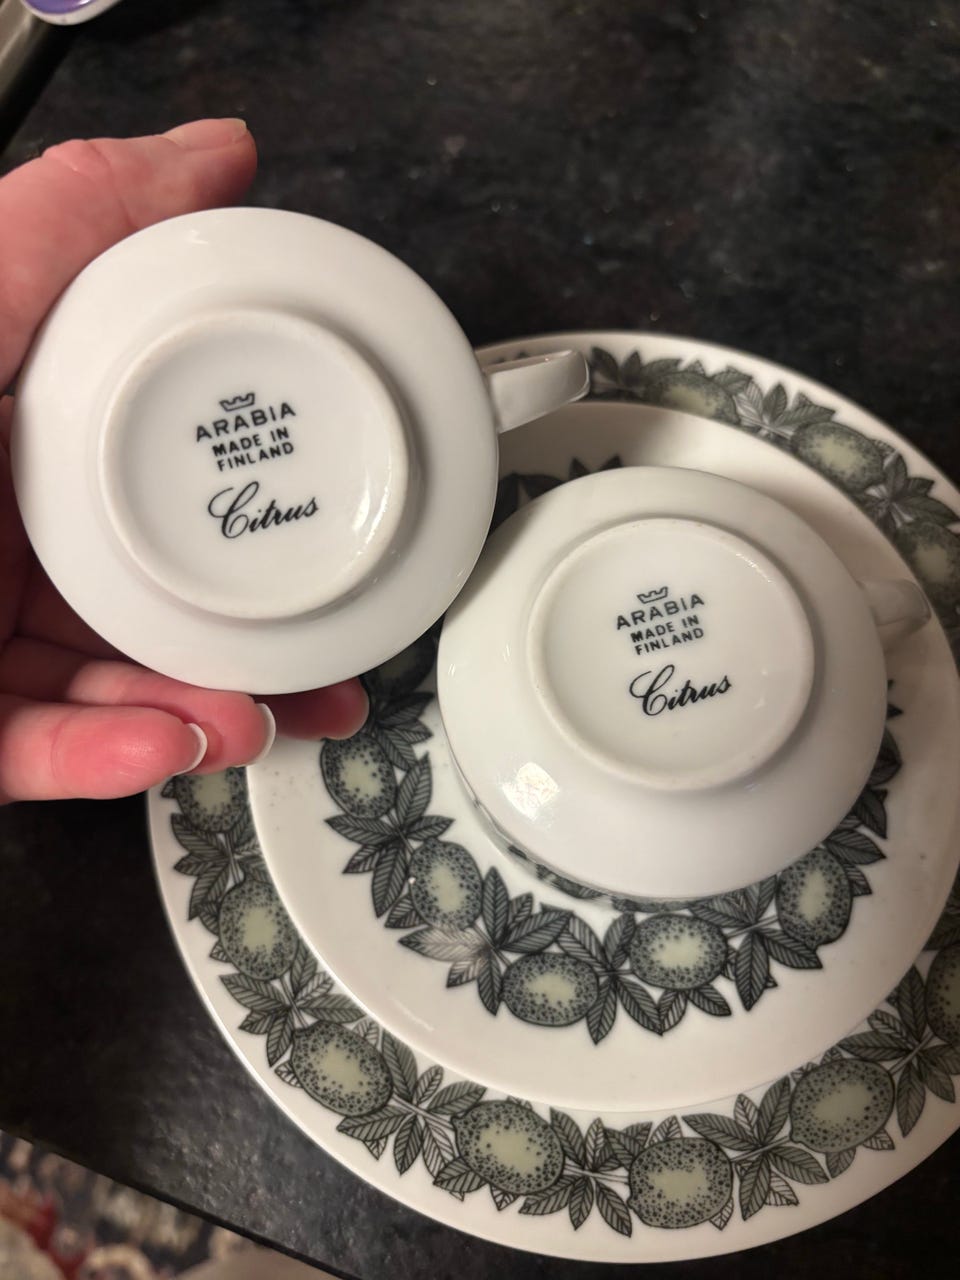 ARABIA
MADE IN
FINLAND
Citrus
ARABIA
MADE IN
FINLAND
Citrus